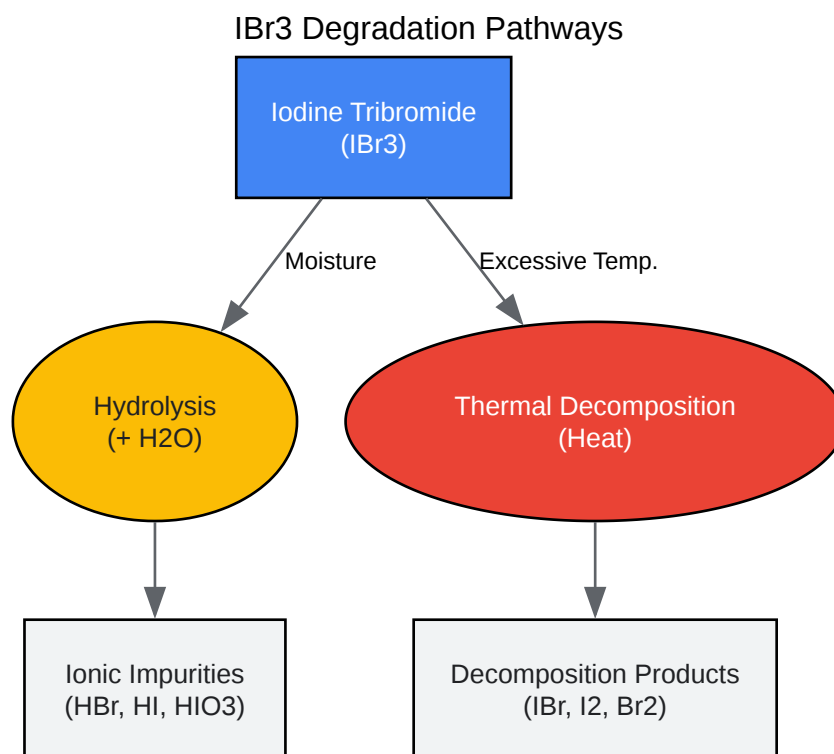 IBr3 Degradation Pathways
Iodine Tribromide
(IBr3)
Moisture
Excessive Temp.
Hydrolysis
(+ H2O)
Thermal Decomposition
(Heat)
Ionic Impurities
(HBr, HI, HIO3)
Decomposition Products
(IBr, I2, Br2)